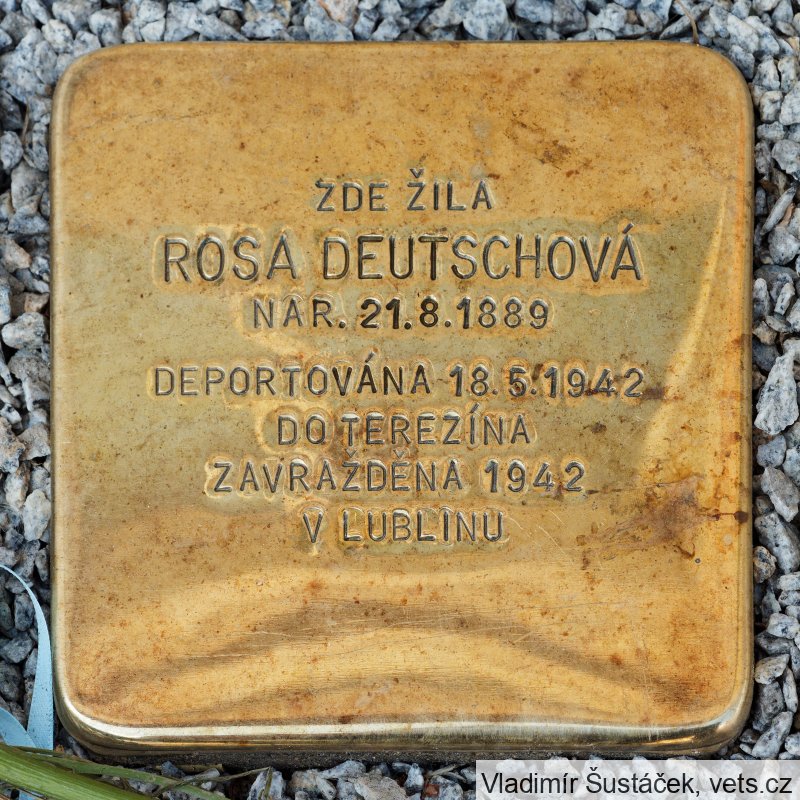 ZDE ŽILA
ROSA DEUTSCHOVÁ
NAR. 21.8.1889
DEPORTOVÁNA 18.5.1942
DO TEREZÍNA
ZAVRAŽDĚNA 1942
V LUBLINU
Vladimír Šustáček, vets.cz